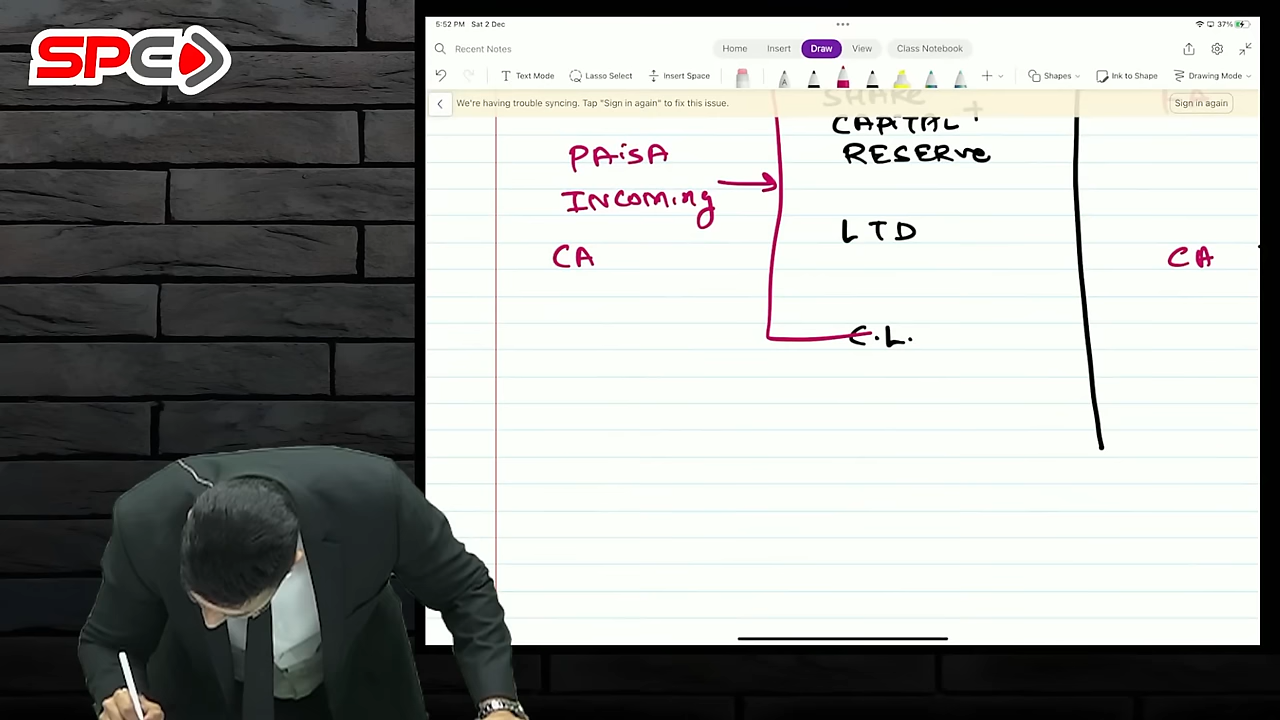 SPC
5:52 PM Sat 2 Dec
37%
Recent Notes
Home Insert Draw View Class Notebook
Text Mode Lasso Select Insert Space Shapes Ink to Shape Drawing Mode
We're having trouble syncing. Tap "Sign in again" to fix this issue.
Sign in again
SHARE +
CAPITAL
RESERVe
PAiSA
INComing
LTD
CA
CA
C.L.